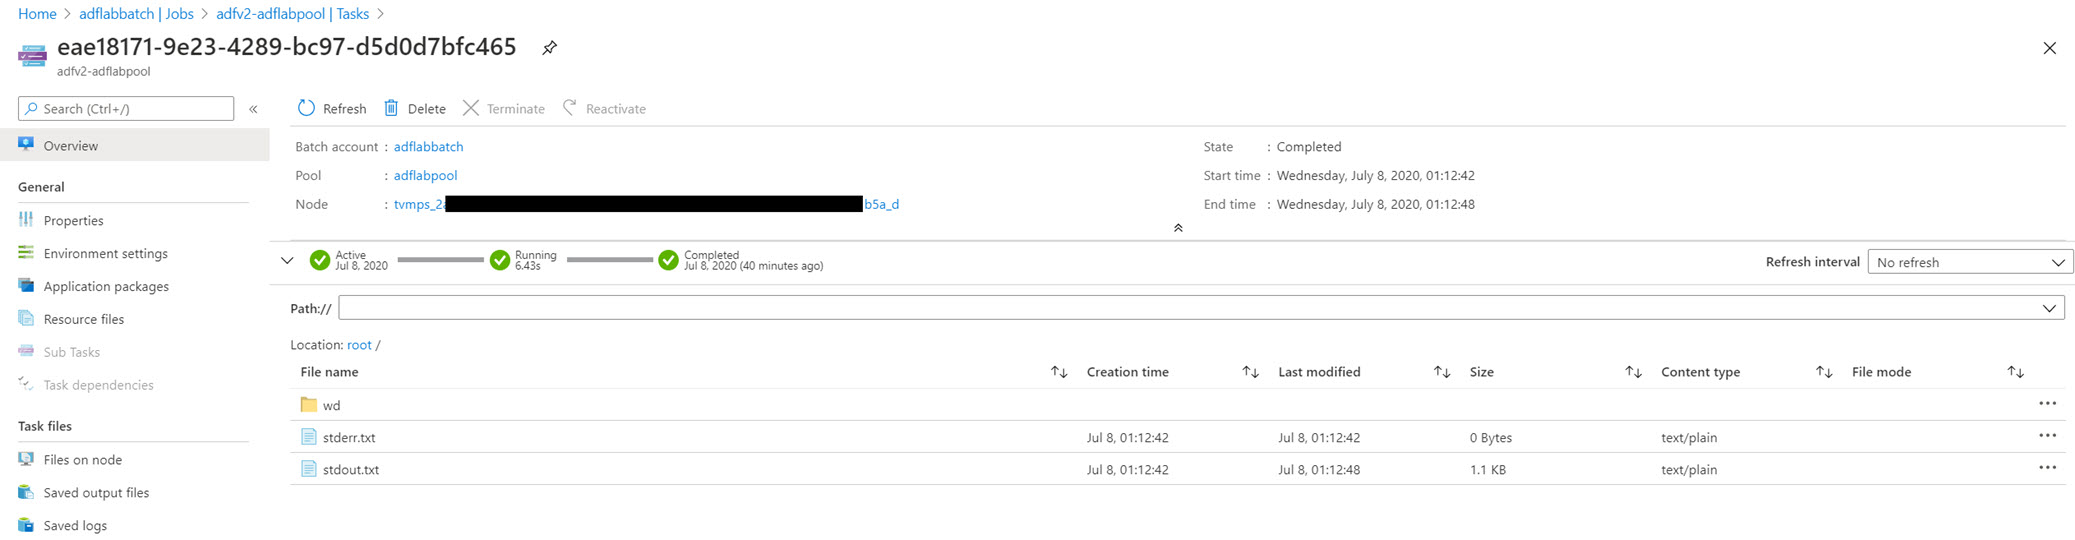 Home > adflabbatch | Jobs > adfv2-adflabpool | Tasks >
eae18171-9e23-4289-bc97-d5d0d7bfc465
adfv2-adflabpool
Search (Ctrl+/) «
Refresh Delete Terminate Reactivate
Overview
General
Properties
Environment settings
Application packages
Resource files
Sub Tasks
Task dependencies
Task files
Files on node
Saved output files
Saved logs
Batch account : adflabbatch
Pool : adflabpool
Node : tvmps_2a b5a_d
State : Completed
Start time : Wednesday, July 8, 2020, 01:12:42
End time : Wednesday, July 8, 2020, 01:12:48
Active
Jul 8, 2020
Running
6.43s
Completed
Jul 8, 2020 (40 minutes ago)
Refresh interval No refresh
Path://
Location: root /
File name Creation time Last modified Size Content type File mode
wd
stderr.txt Jul 8, 01:12:42 Jul 8, 01:12:42 0 Bytes text/plain
stdout.txt Jul 8, 01:12:42 Jul 8, 01:12:48 1.1 KB text/plain